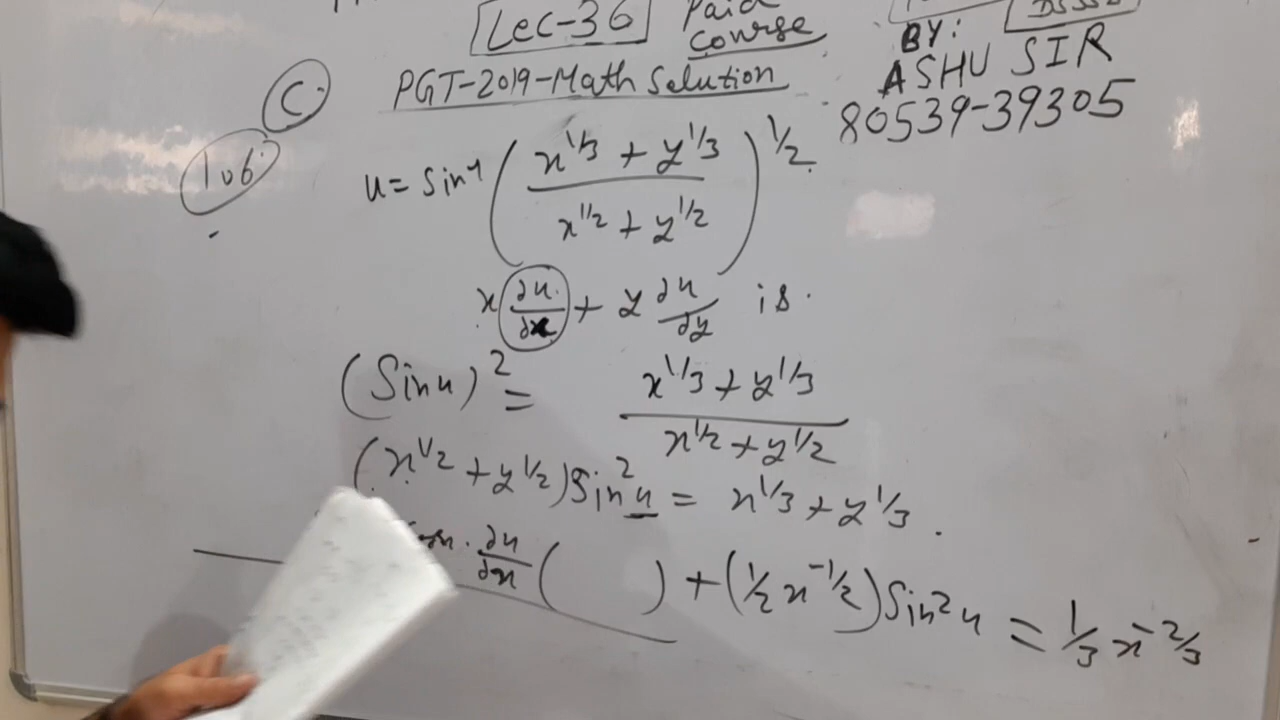 Lec-36 Paid
course
BY:
ASHU SIR
80539-39305
PGT-2019-Math Solution
C
106
u = sin⁻¹ ( (x^1/3 + y^1/3) / (x^1/2 + y^1/2) )^1/2
x ∂u/∂x + y ∂u/∂y is.
(Sin u)² = (x^1/3 + y^1/3) / (x^1/2 + y^1/2)
(x^1/2 + y^1/2) Sin²u = x^1/3 + y^1/3.
∂u/∂x ( ) + (1/2 x^-1/2) Sin²u = 1/3 x^-2/3